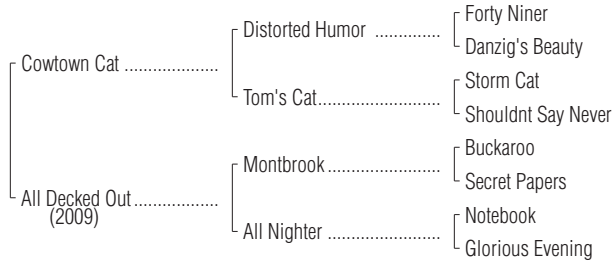 Forty Niner
Distorted Humor ..............
Danzig's Beauty
Cowtown Cat ....................
Storm Cat
Tom's Cat..........................
Shouldnt Say Never
Buckaroo
Montbrook ........................
Secret Papers
All Decked Out ..................
(2009)
Notebook
All Nighter .........................
Glorious Evening